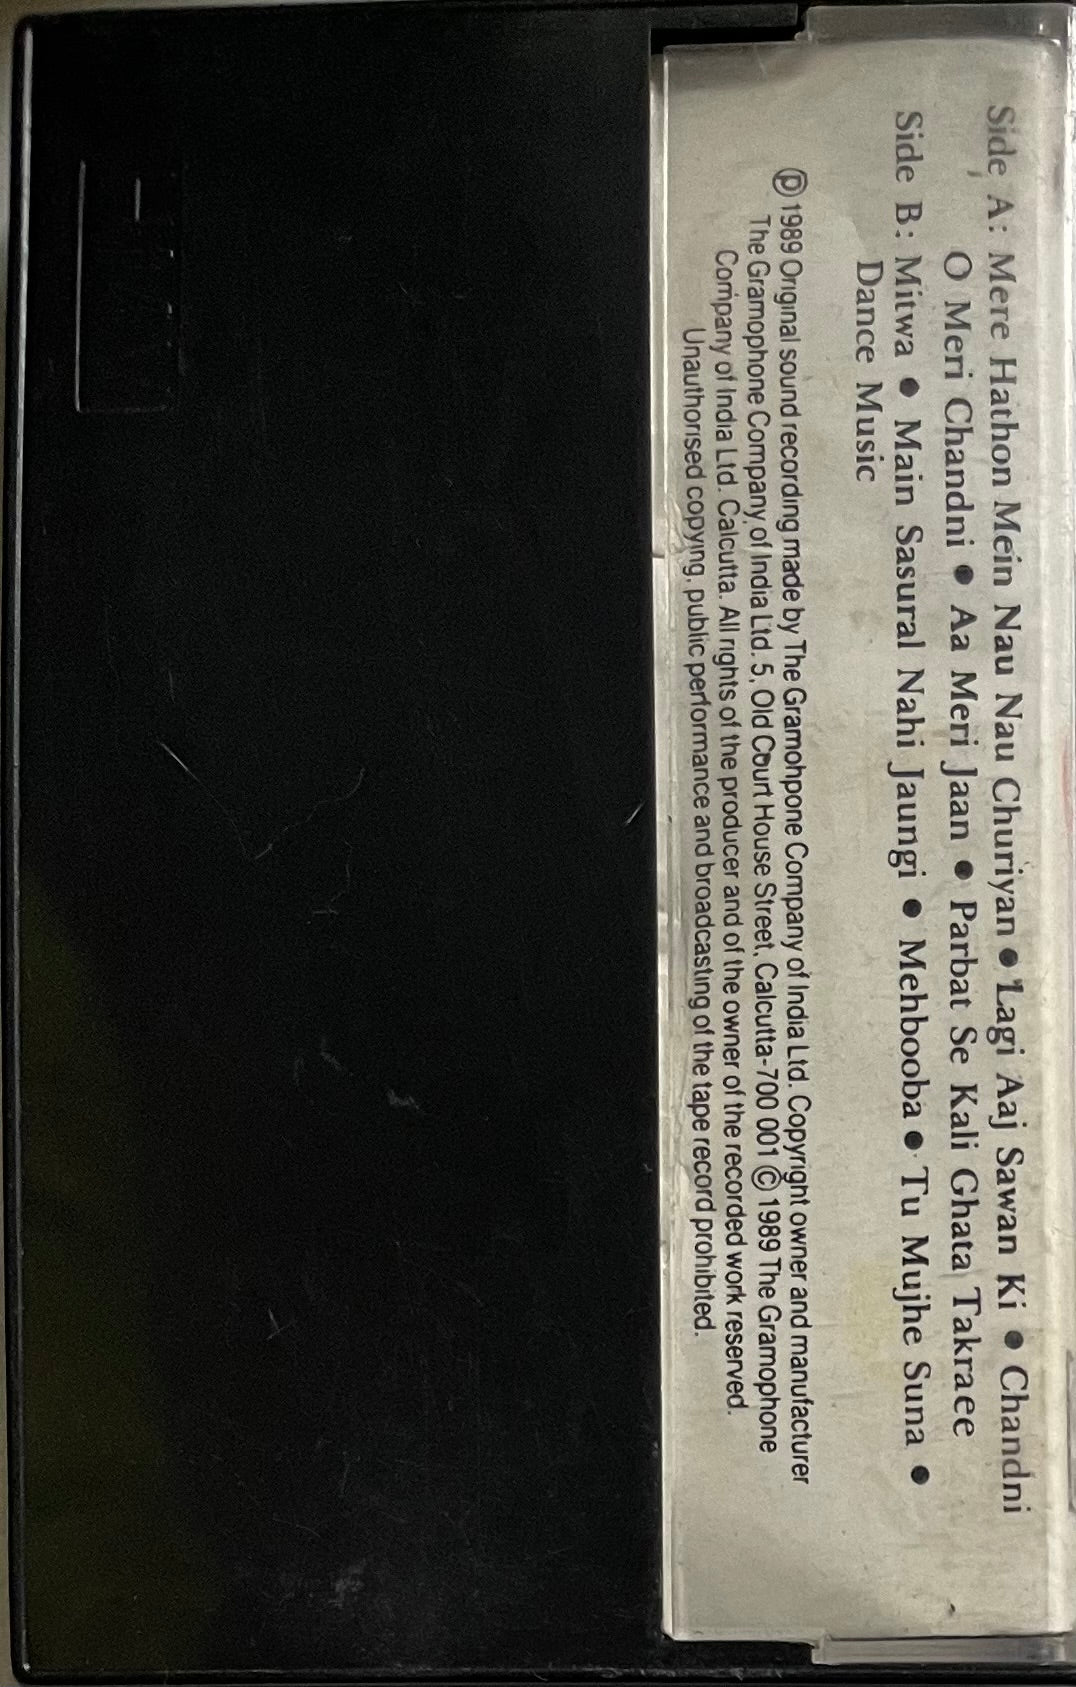 Side A: Mere Hathon Mein Nau Nau Churiyan ● Lagi Aaj Sawan Ki ● Chandni
O Meri Chandni ● Aa Meri Jaan ● Parbat Se Kali Ghata Takraee
Side B: Mitwa ● Main Sasural Nahi Jaungi ● Mehbooba ● Tu Mujhe Suna ●
Dance Music
℗ 1989 Original sound recording made by The Gramohpone Company of India Ltd. Copyright owner and manufacturer
The Gramophone Company of India Ltd. 5, Old Court House Street, Calcutta-700 001 © 1989 The Gramophone
Company of India Ltd. Calcutta. All rights of the producer and of the owner of the recorded work reserved.
Unauthorised copying, public performance and broadcasting of the tape record prohibited.